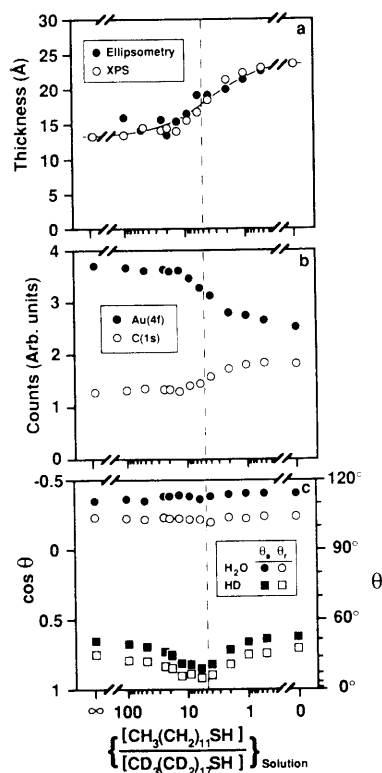 a
Thickness (Å)
30
25
20
15
10
5
0
● Ellipsometry
○ XPS
b
Counts (Arb. units)
4
3
2
1
0
● Au(4f)
○ C(1s)
c
cos θ
-0.5
0
0.5
1
120°
90°
60°
0°
θ
θa θr
H2O ● ○
HD ■ □
∞ 100 10 1 0
{[CH3(CH2)11SH] / [CD3(CD2)17SH]}Solution